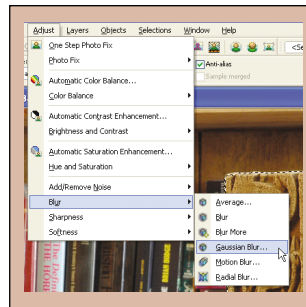 Adjust Layers Objects Selections Window Help
One Step Photo Fix
Photo Fix
Anti-alias
Sample merged
Automatic Color Balance...
Color Balance
Automatic Contrast Enhancement...
Brightness and Contrast
Automatic Saturation Enhancement...
Hue and Saturation
Add/Remove Noise
Blur
Sharpness
Softness
Average...
Blur
Blur More
Gaussian Blur...
Motion Blur...
Radial Blur...